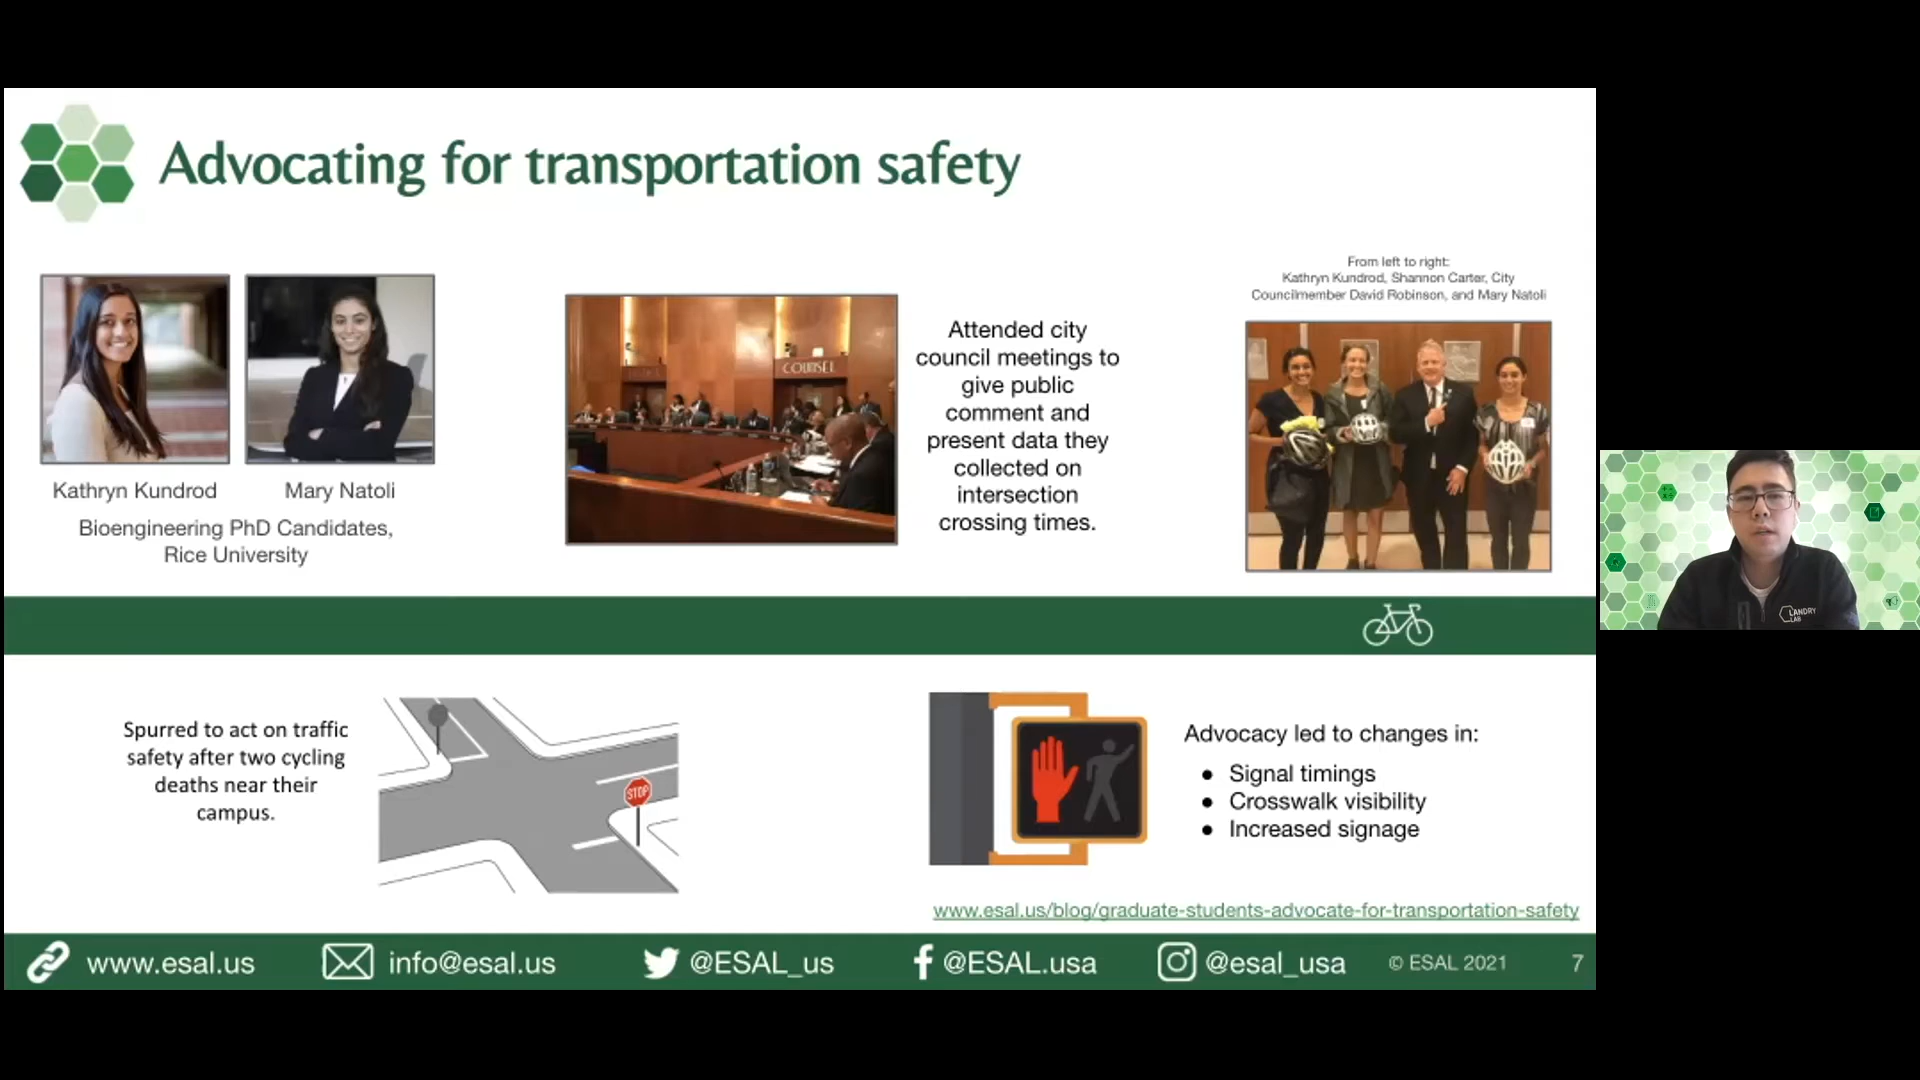 Advocating for transportation safety
From left to right:
Kathryn Kundrod, Shannon Carter, City
Councilmember David Robinson, and Mary Natoli
COUNSEL
Attended city
council meetings to
give public
comment and
present data they
collected on
intersection
crossing times.
Kathryn Kundrod
Mary Natoli
Bioengineering PhD Candidates,
Rice University
LANDRY
LAB
Spurred to act on traffic
safety after two cycling
deaths near their
campus.
STOP
Advocacy led to changes in:
● Signal timings
● Crosswalk visibility
● Increased signage
www.esal.us/blog/graduate-students-advocate-for-transportation-safety
www.esal.us
info@esal.us
@ESAL_us
@ESAL.usa
@esal_usa
© ESAL 2021
7